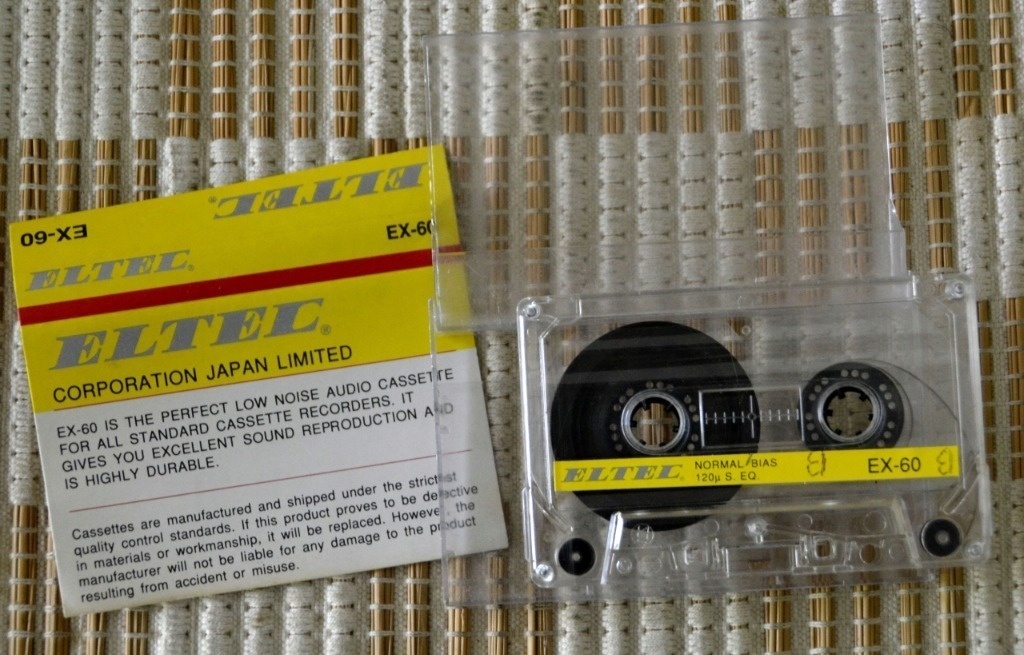 ELTEL
EX-60
EX-60
ELTEL®
ELTEL®
CORPORATION JAPAN LIMITED
EX-60 IS THE PERFECT LOW NOISE AUDIO CASSETTE
FOR ALL STANDARD CASSETTE RECORDERS. IT
GIVES YOU EXCELLENT SOUND REPRODUCTION AND
IS HIGHLY DURABLE.
Cassettes are manufactured and shipped under the strictest
quality control standards. If this product proves to be defective
in materials or workmanship, it will be replaced. However, the
manufacturer will not be liable for any damage to the product
resulting from accident or misuse.
ELTEL® NORMAL BIAS EX-60
120µ S. EQ.